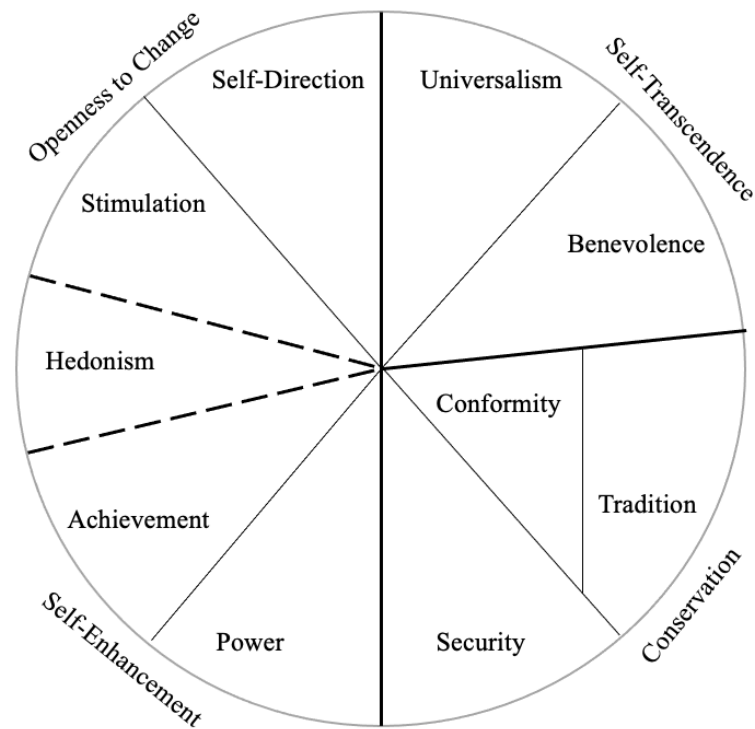 Openness to Change
Self-Direction
Universalism
Self-Transcendence
Stimulation
Benevolence
Hedonism
Conformity
Tradition
Achievement
Self-Enhancement
Power
Security
Conservation